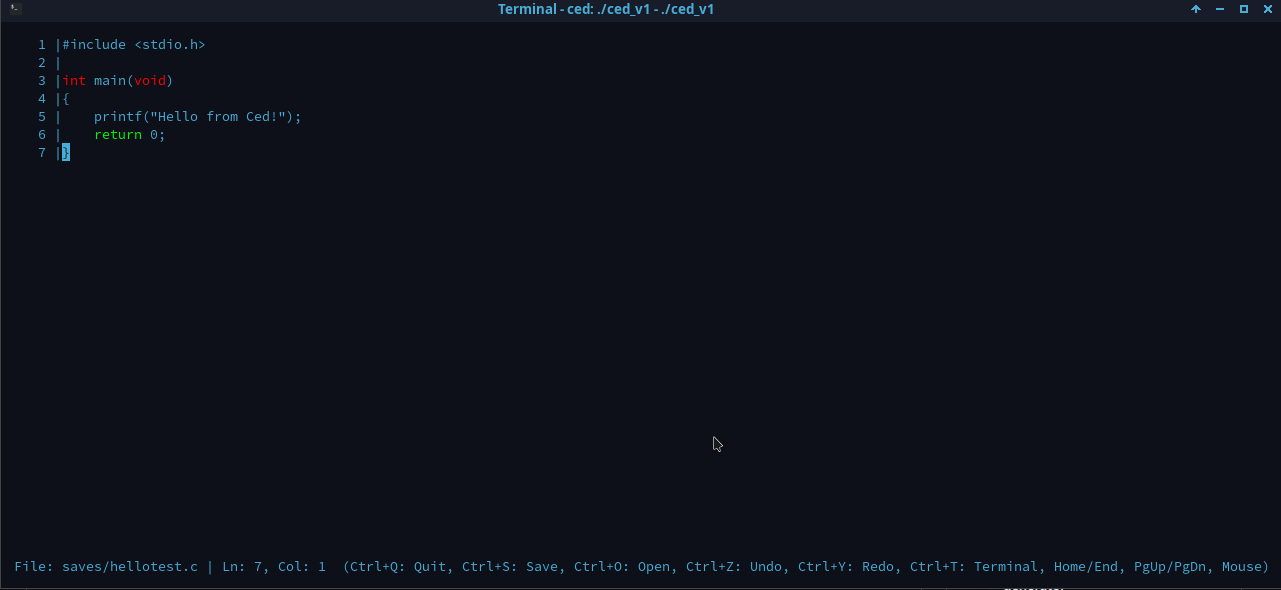 Terminal - ced: ./ced_v1 - ./ced_v1
1 |#include <stdio.h>
2 |
3 |int main(void)
4 |{
5 |    printf("Hello from Ced!");
6 |    return 0;
7 |}
File: saves/hellotest.c | Ln: 7, Col: 1  (Ctrl+Q: Quit, Ctrl+S: Save, Ctrl+O: Open, Ctrl+Z: Undo, Ctrl+Y: Redo, Ctrl+T: Terminal, Home/End, PgUp/PgDn, Mouse)